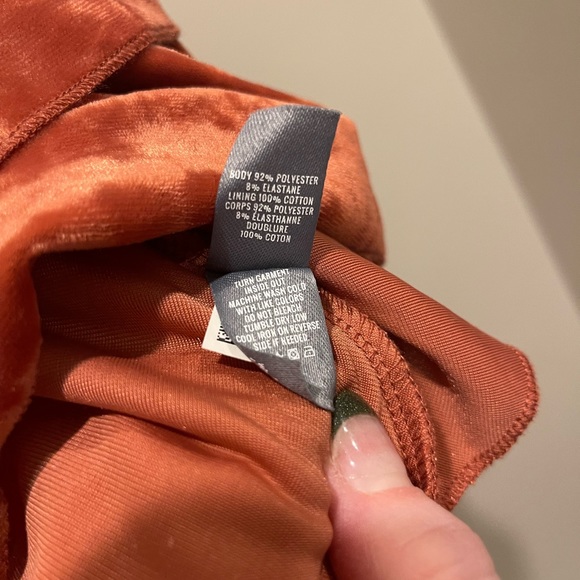 BODY 92% POLYESTER
8% ELASTANE
LINING 100% COTTON
CORPS 92% POLYESTER
8% ELASTHANNE
DOUBLURE
100% COTON
TURN GARMENT
INSIDE OUT
MACHINE WASH COLD
WITH LIKE COLORS
DO NOT BLEACH
TUMBLE DRY LOW
COOL IRON ON REVERSE
SIDE IF NEEDED